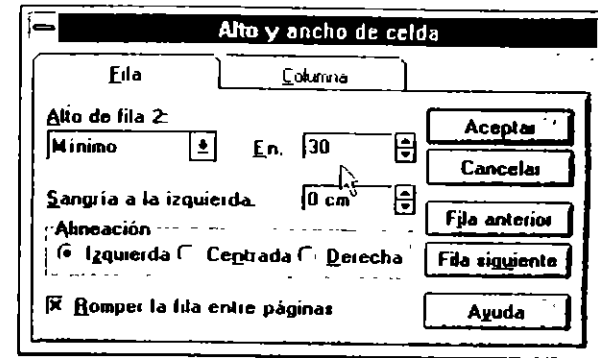 Alto y ancho de celda
Fila Columna
Alto de fila 2:
Mínimo En. 30
Sangría a la izquierda. 0 cm
Alineación
Izquierda Centrada Derecha
Romper la fila entre páginas
Aceptar
Cancelar
Fila anterior
Fila siguiente
Ayuda